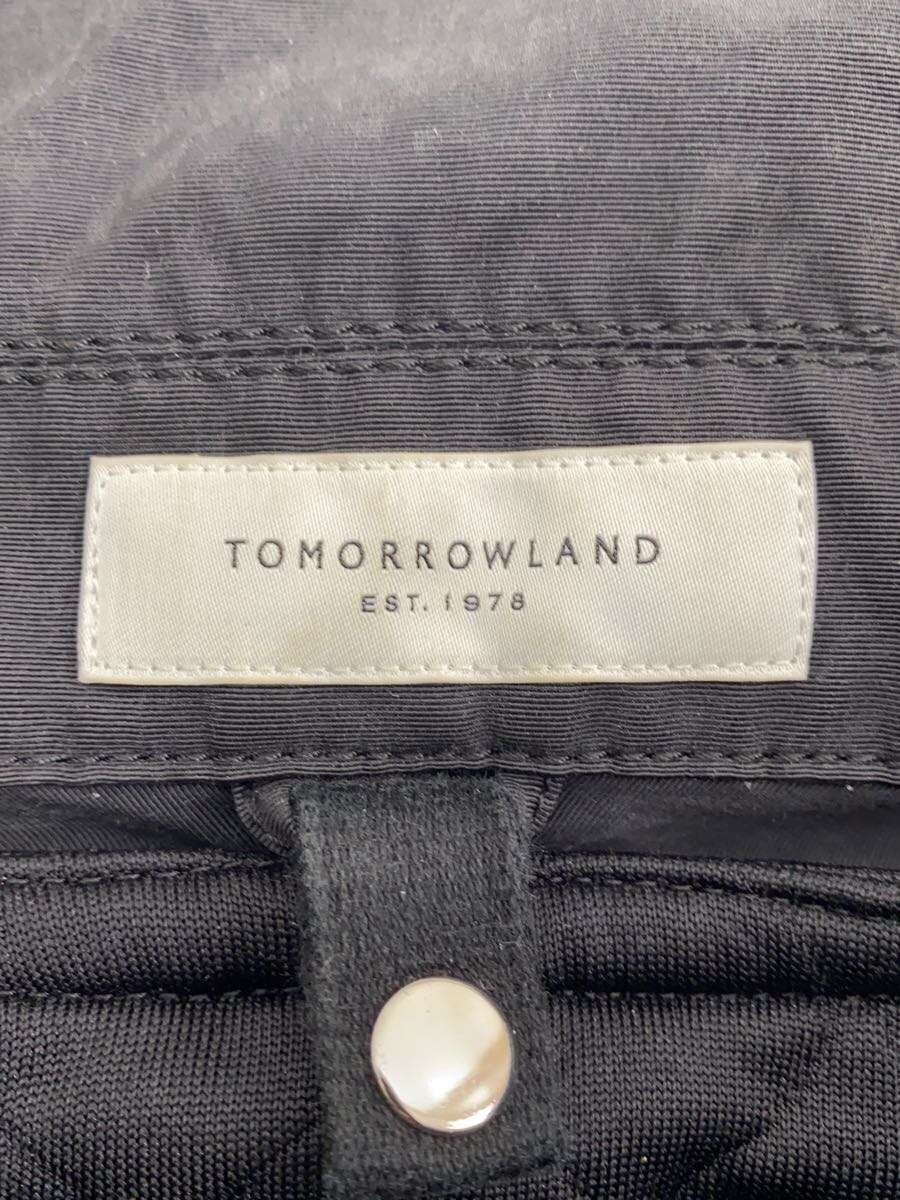 TOMORROWLAND
EST. 1978